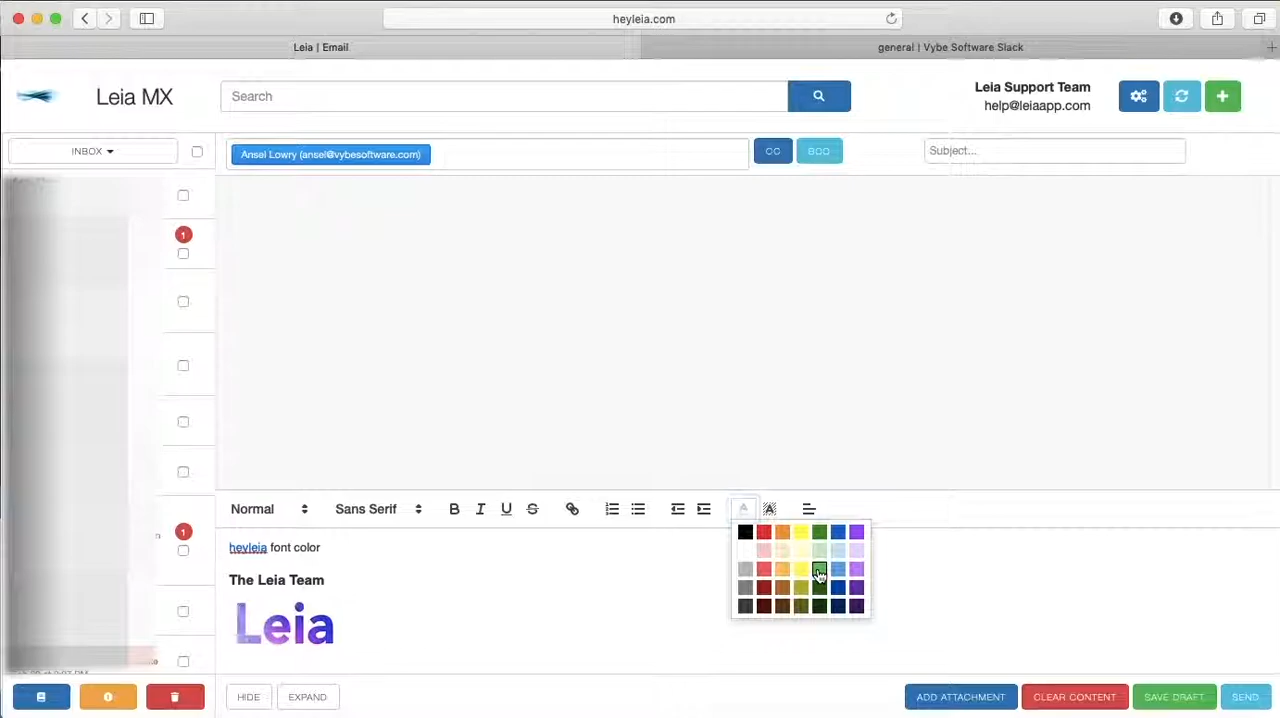 heyleia.com
Leia | Email
general | Vybe Software Slack
Leia MX
Search
Leia Support Team
help@leiaapp.com
INBOX
Ansel Lowry (ansel@vybesoftware.com)
CC
BCC
Subject...
1
Normal
Sans Serif
B I U S
A A
1
heyleia font color
The Leia Team
Leia
HIDE
EXPAND
ADD ATTACHMENT
CLEAR CONTENT
SAVE DRAFT
SEND